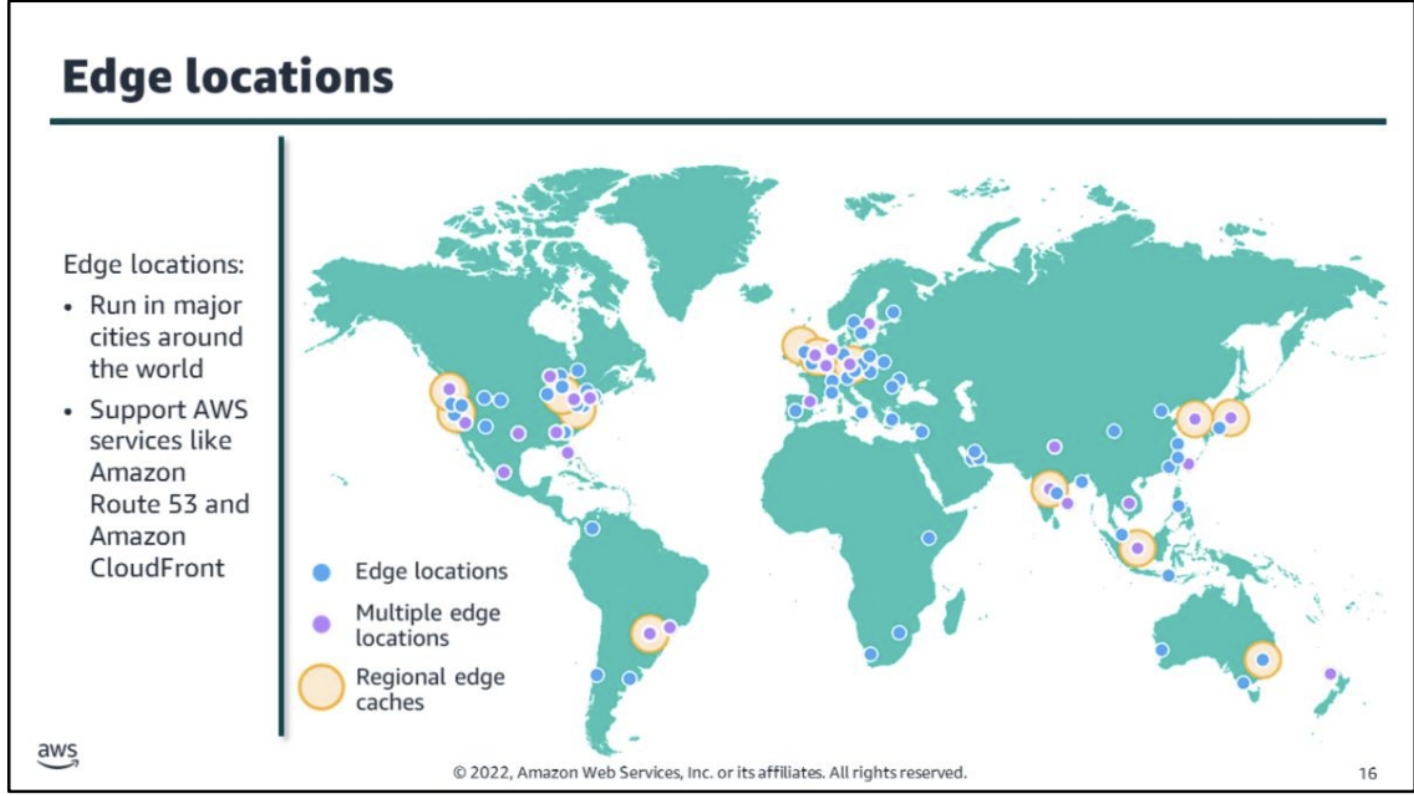 Edge locations
Edge locations:
• Run in major
cities around
the world
• Support AWS
services like
Amazon
Route 53 and
Amazon
CloudFront
Edge locations
Multiple edge
locations
Regional edge
caches
aws
© 2022, Amazon Web Services, Inc. or its affiliates. All rights reserved.
16